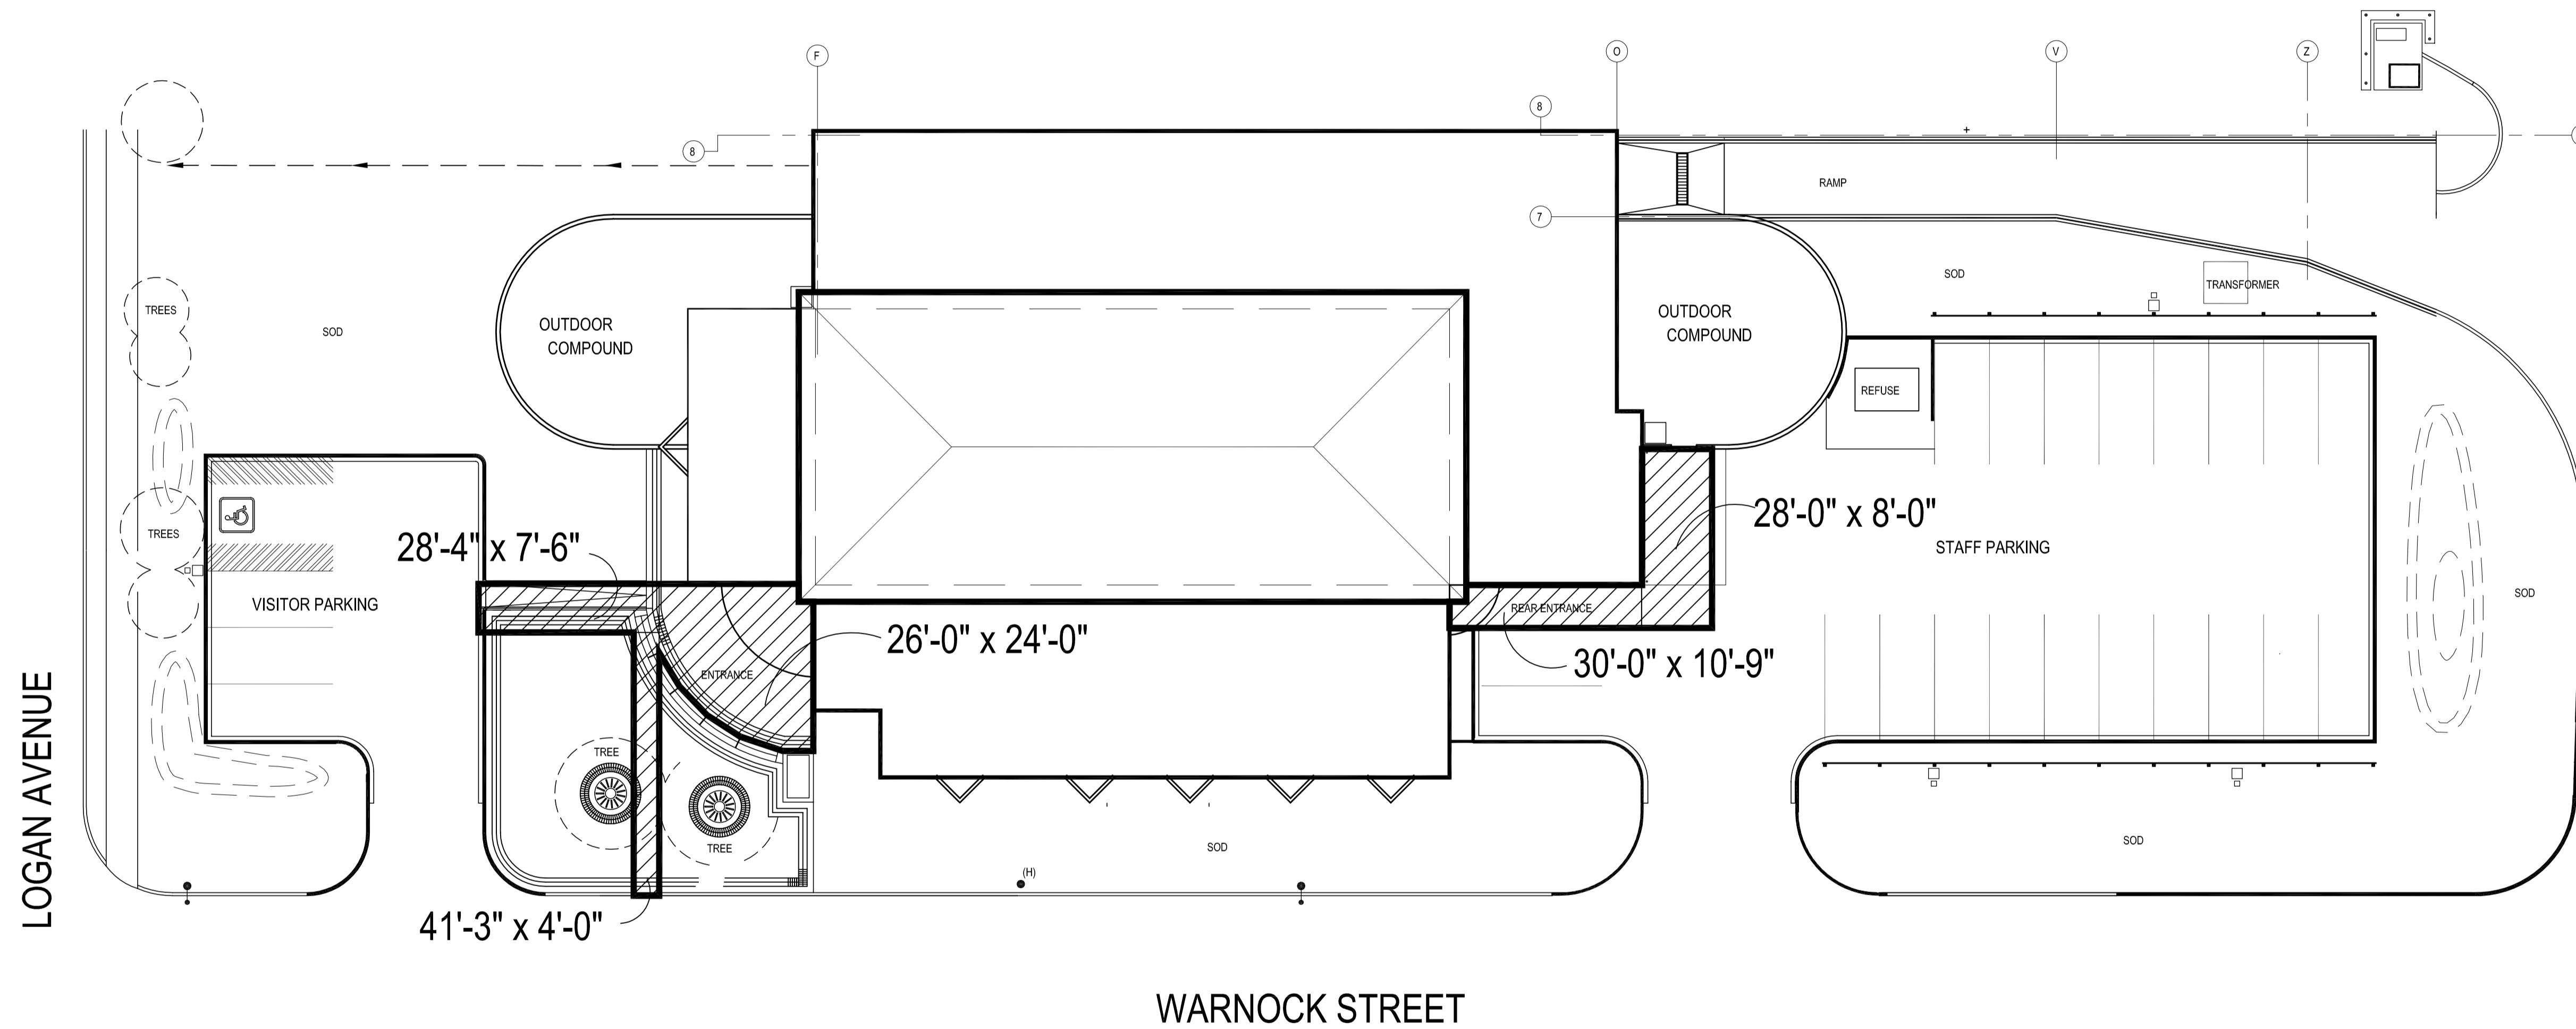 F
O
V
Z
8
8
7
RAMP
SOD
TRANSFORMER
TREES
SOD
OUTDOOR
COMPOUND
OUTDOOR
COMPOUND
REFUSE
28'-0" x 8'-0"
TREES
28'-4" x 7'-6"
STAFF PARKING
SOD
VISITOR PARKING
REAR ENTRANCE
26'-0" x 24'-0"
30'-0" x 10'-9"
ENTRANCE
LOGAN AVENUE
TREE
TREE
SOD
SOD
(H)
41'-3" x 4'-0"
WARNOCK STREET